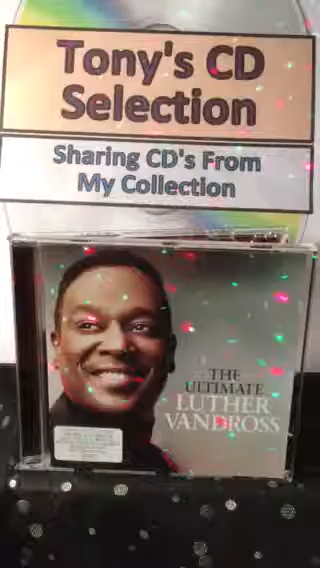 Tony's CD
Selection
Sharing CD's From
My Collection
THE
ULTIMATE
LUTHER
VANDROSS